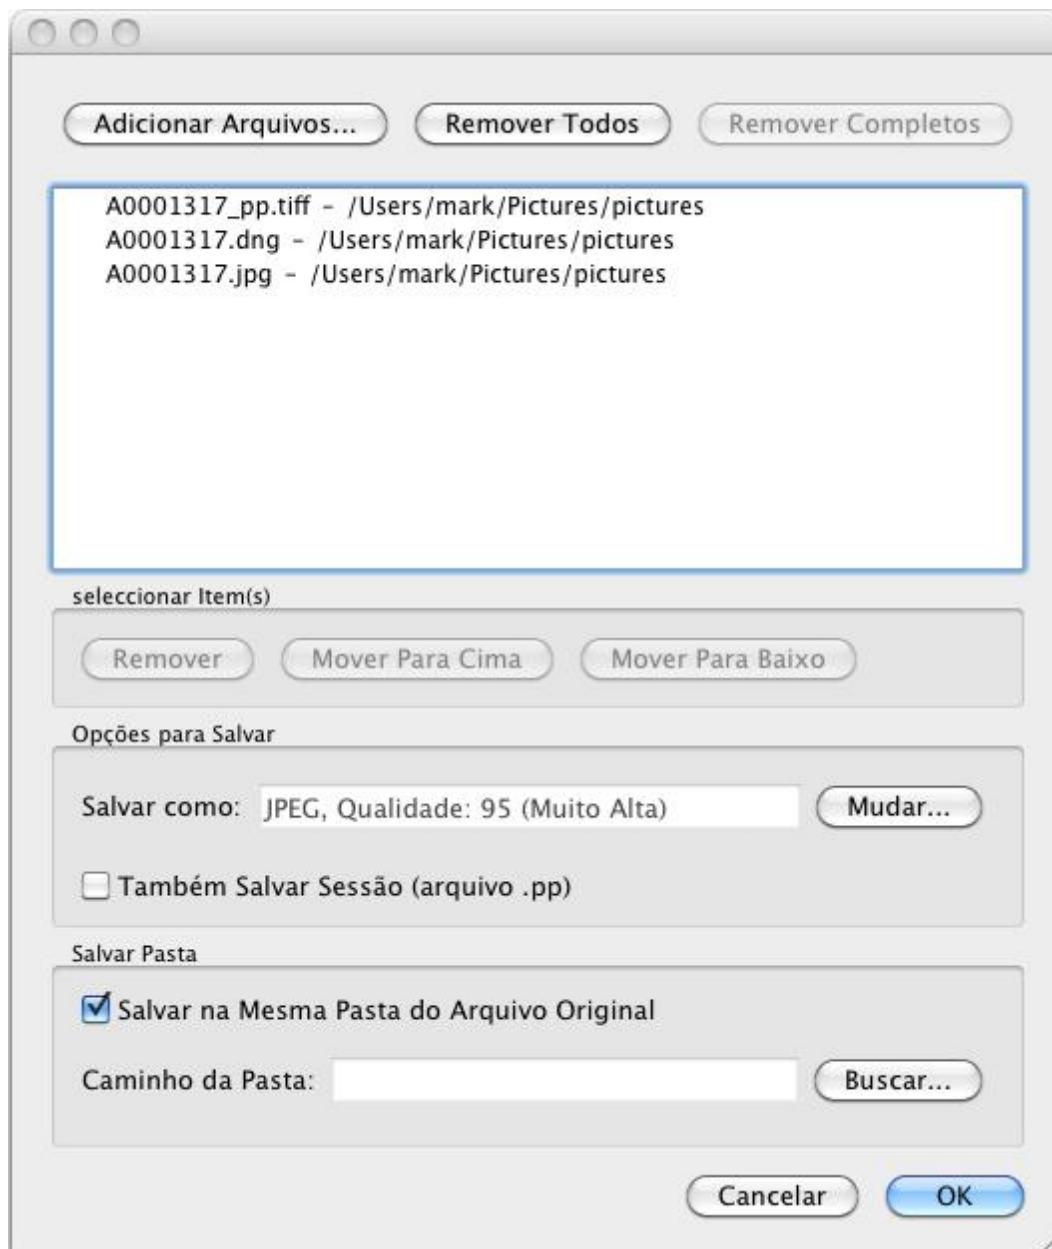 Adicionar Arquivos... Remover Todos Remover Completos
A0001317_pp.tiff – /Users/mark/Pictures/pictures
A0001317.dng – /Users/mark/Pictures/pictures
A0001317.jpg – /Users/mark/Pictures/pictures
seleccionar Item(s)
Remover Mover Para Cima Mover Para Baixo
Opções para Salvar
Salvar como: JPEG, Qualidade: 95 (Muito Alta) Mudar...
Também Salvar Sessão (arquivo .pp)
Salvar Pasta
Salvar na Mesma Pasta do Arquivo Original
Caminho da Pasta: Buscar...
Cancelar OK